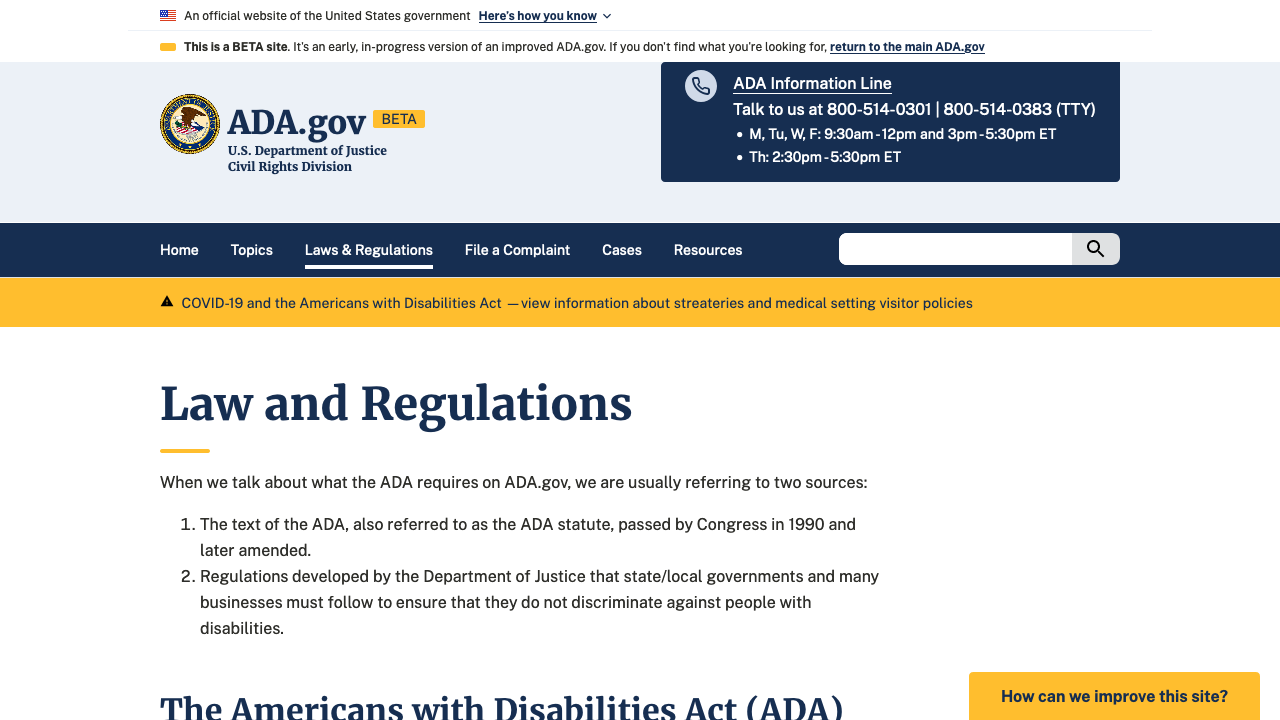 An official website of the United States government Here's how you know
This is a BETA site. It's an early, in-progress version of an improved ADA.gov. If you don't find what you're looking for, return to the main ADA.gov
ADA.gov BETA
U.S. Department of Justice
Civil Rights Division
ADA Information Line
Talk to us at 800-514-0301 | 800-514-0383 (TTY)
• M, Tu, W, F: 9:30am - 12pm and 3pm - 5:30pm ET
• Th: 2:30pm - 5:30pm ET
Home Topics Laws & Regulations File a Complaint Cases Resources
COVID-19 and the Americans with Disabilities Act — view information about streateries and medical setting visitor policies
Law and Regulations
When we talk about what the ADA requires on ADA.gov, we are usually referring to two sources:
1. The text of the ADA, also referred to as the ADA statute, passed by Congress in 1990 and
later amended.
2. Regulations developed by the Department of Justice that state/local governments and many
businesses must follow to ensure that they do not discriminate against people with
disabilities.
The Americans with Disabilities Act (ADA)
How can we improve this site?